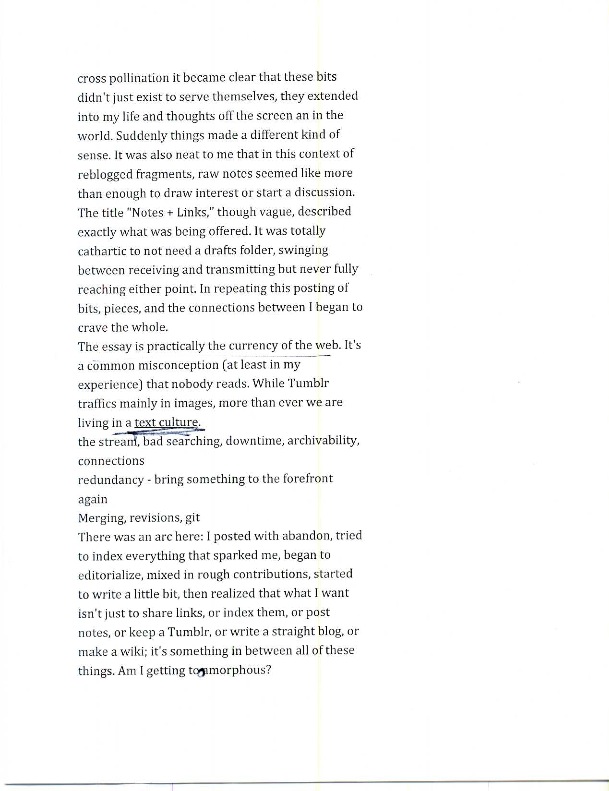 cross pollination it became clear that these bits
didn't just exist to serve themselves, they extended
into my life and thoughts off the screen an in the
world. Suddenly things made a different kind of
sense. It was also neat to me that in this context of
reblogged fragments, raw notes seemed like more
than enough to draw interest or start a discussion.
The title "Notes + Links," though vague, described
exactly what was being offered. It was totally
cathartic to not need a drafts folder, swinging
between receiving and transmitting but never fully
reaching either point. In repeating this posting of
bits, pieces, and the connections between I began to
crave the whole.
The essay is practically the currency of the web. It's
a common misconception (at least in my
experience) that nobody reads. While Tumblr
traffics mainly in images, more than ever we are
living in a text culture.
the stream, bad searching, downtime, archivability,
connections
redundancy - bring something to the forefront
again
Merging, revisions, git
There was an arc here: I posted with abandon, tried
to index everything that sparked me, began to
editorialize, mixed in rough contributions, started
to write a little bit, then realized that what I want
isn't just to share links, or index them, or post
notes, or keep a Tumblr, or write a straight blog, or
make a wiki; it's something in between all of these
things. Am I getting to amorphous?